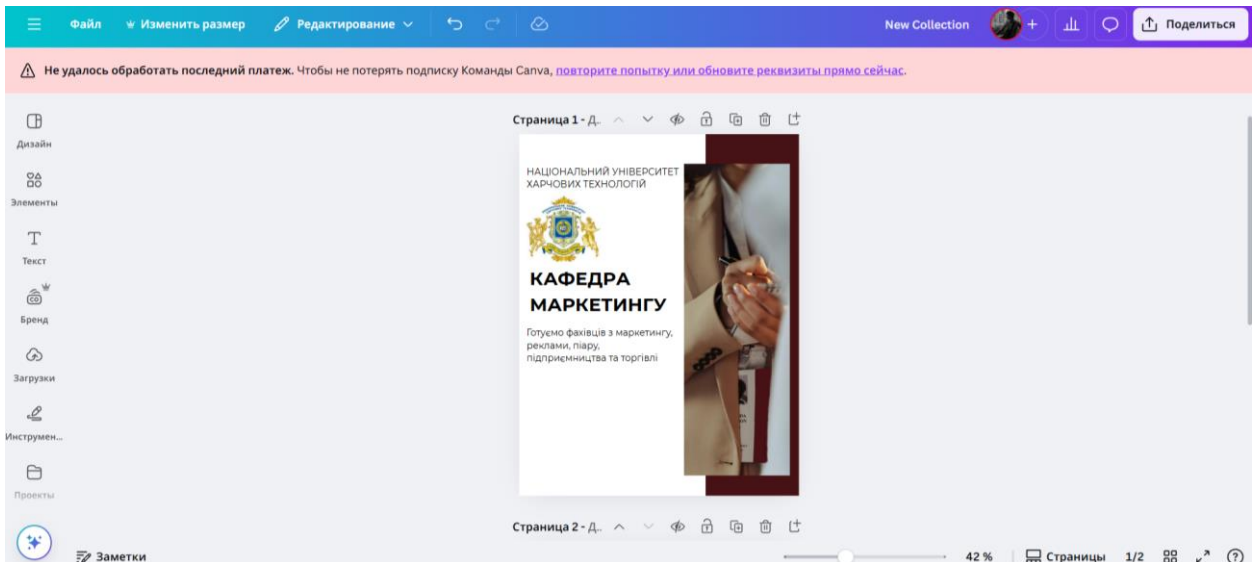 Файл
Изменить размер
Редактирование
New Collection
Поделиться
Не удалось обработать последний платеж. Чтобы не потерять подписку Команды Canva, повторите попытку или обновите реквизиты прямо сейчас.
Дизайн
Элементы
Текст
Бренд
Загрузки
Инструмен...
Проекты
Страница 1 - Д...
НАЦІОНАЛЬНИЙ УНІВЕРСИТЕТ
ХАРЧОВИХ ТЕХНОЛОГІЙ
КАФЕДРА
МАРКЕТИНГУ
Готуємо фахівців з маркетингу,
реклами, піару,
підприємництва та торгівлі
Страница 2 - Д...
Заметки
42 %
Страницы
1/2